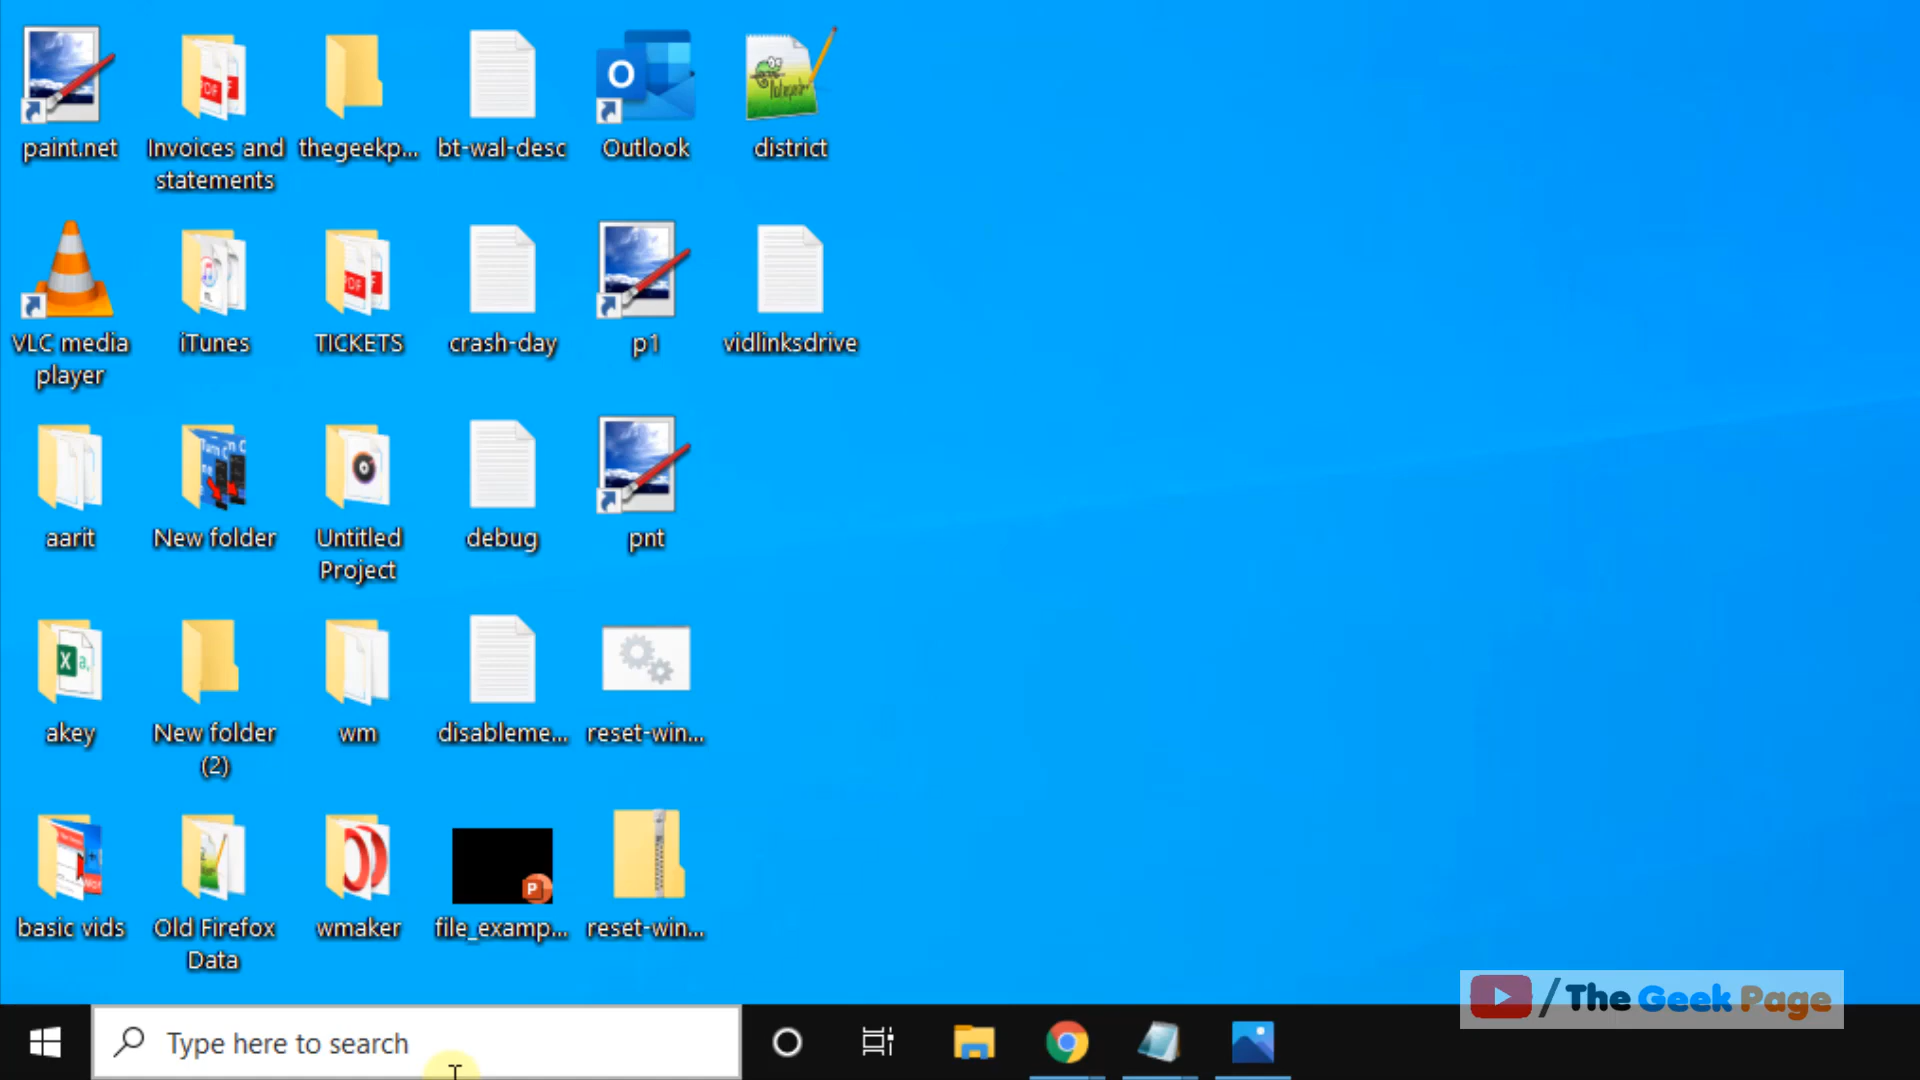 paint.net
Invoices and
statements
thegeekp...
bt-wal-desc
Outlook
district
VLC media
player
iTunes
TICKETS
crash-day
p1
vidlinksdrive
aarit
New folder
Untitled
Project
debug
pnt
akey
New folder
(2)
wm
disableme...
reset-win...
basic vids
Old Firefox
Data
wmaker
file_examp...
reset-win...
/The Geek Page
Type here to search